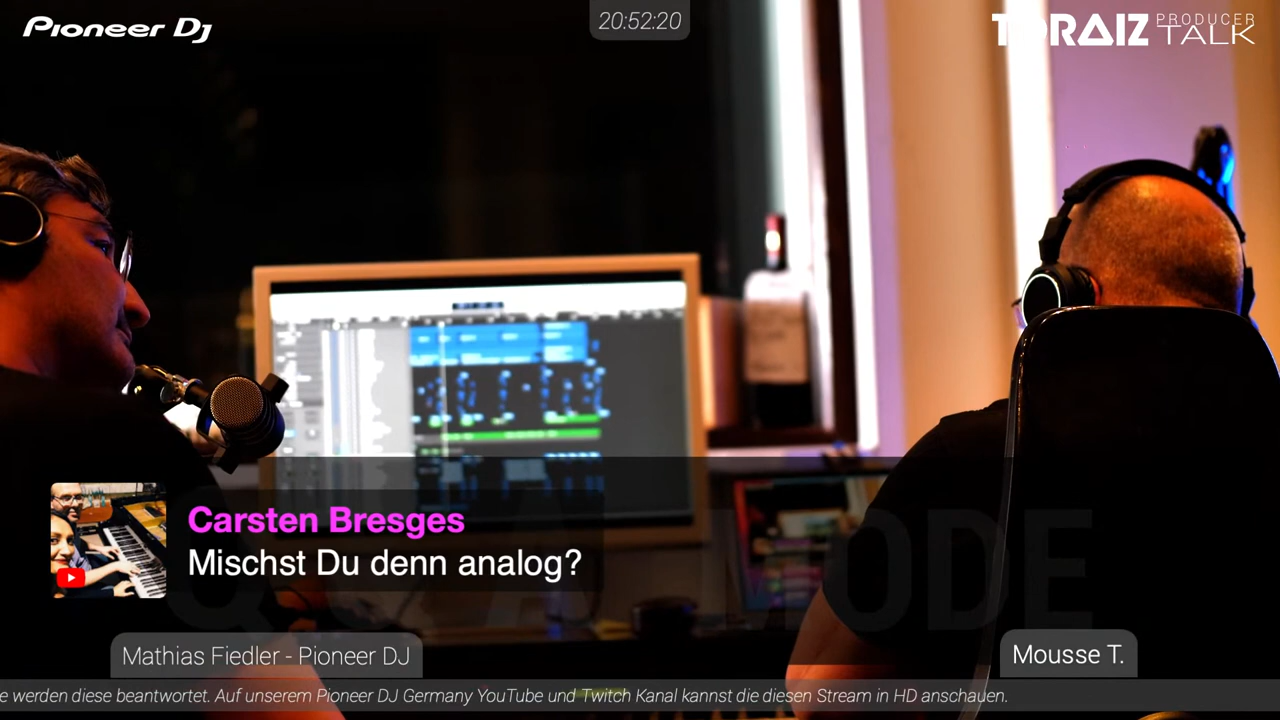 Pioneer Dj
20:52:20
TORAIZ PRODUCER TALK
Carsten Bresges
Mischst Du denn analog?
MODE
Mathias Fiedler - Pioneer DJ
Mousse T.
e werden diese beantwortet. Auf unserem Pioneer DJ Germany YouTube und Twitch Kanal kannst die diesen Stream in HD anschauen.